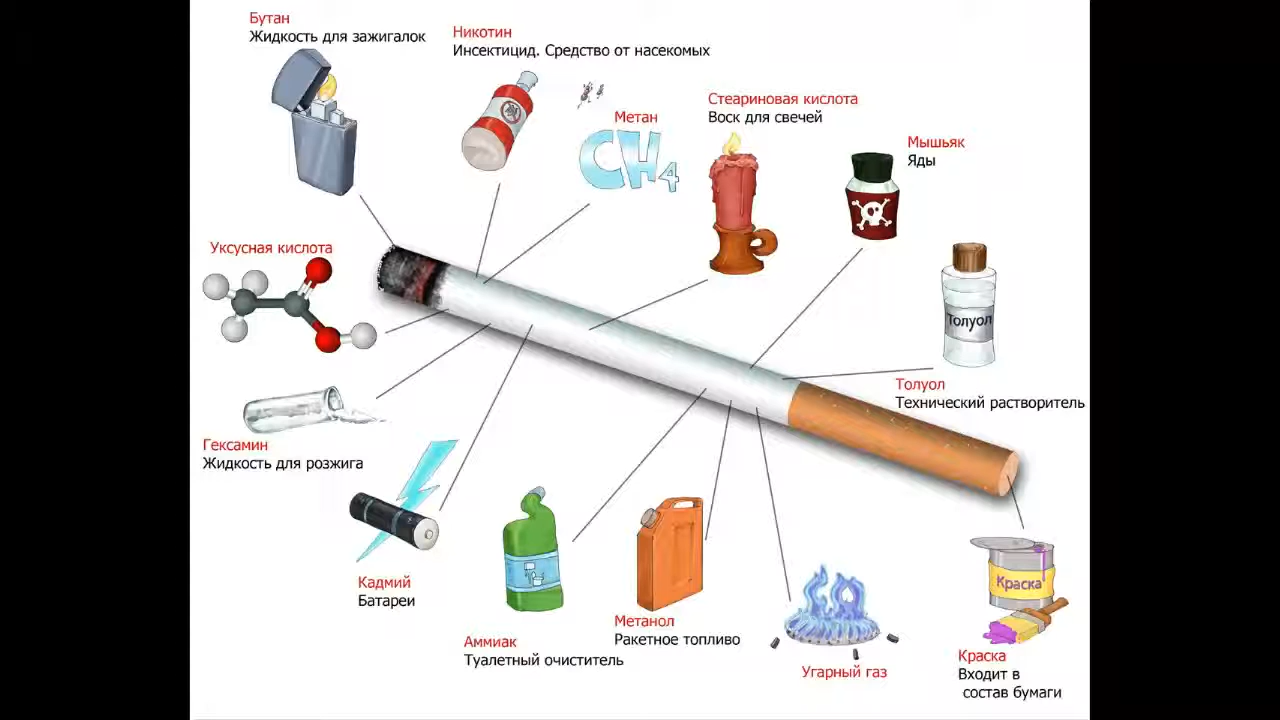 Бутан
Жидкость для зажигалок
Никотин
Инсектицид. Средство от насекомых
Метан
CH4
Стеариновая кислота
Воск для свечей
Мышьяк
Яды
Уксусная кислота
Толуол
Толуол
Технический растворитель
Гексамин
Жидкость для розжига
Кадмий
Батареи
Аммиак
Туалетный очиститель
Метанол
Ракетное топливо
Угарный газ
Краска
Краска
Входит в
состав бумаги